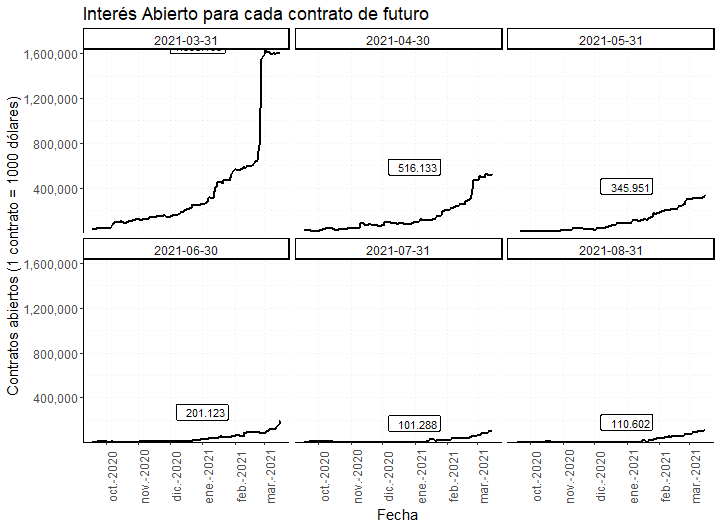 Interés Abierto para cada contrato de futuro
Contratos abiertos (1 contrato = 1000 dólares)
2021-03-31 2021-04-30 2021-05-31
1,600,000
1,200,000
800,000
400,000
516.133
345.951
2021-06-30 2021-07-31 2021-08-31
1,600,000
1,200,000
800,000
400,000
201.123
101.288
110.602
oct.-2020 nov.-2020 dic.-2020 ene.-2021 feb.-2021 mar.-2021
oct.-2020 nov.-2020 dic.-2020 ene.-2021 feb.-2021 mar.-2021
oct.-2020 nov.-2020 dic.-2020 ene.-2021 feb.-2021 mar.-2021
Fecha